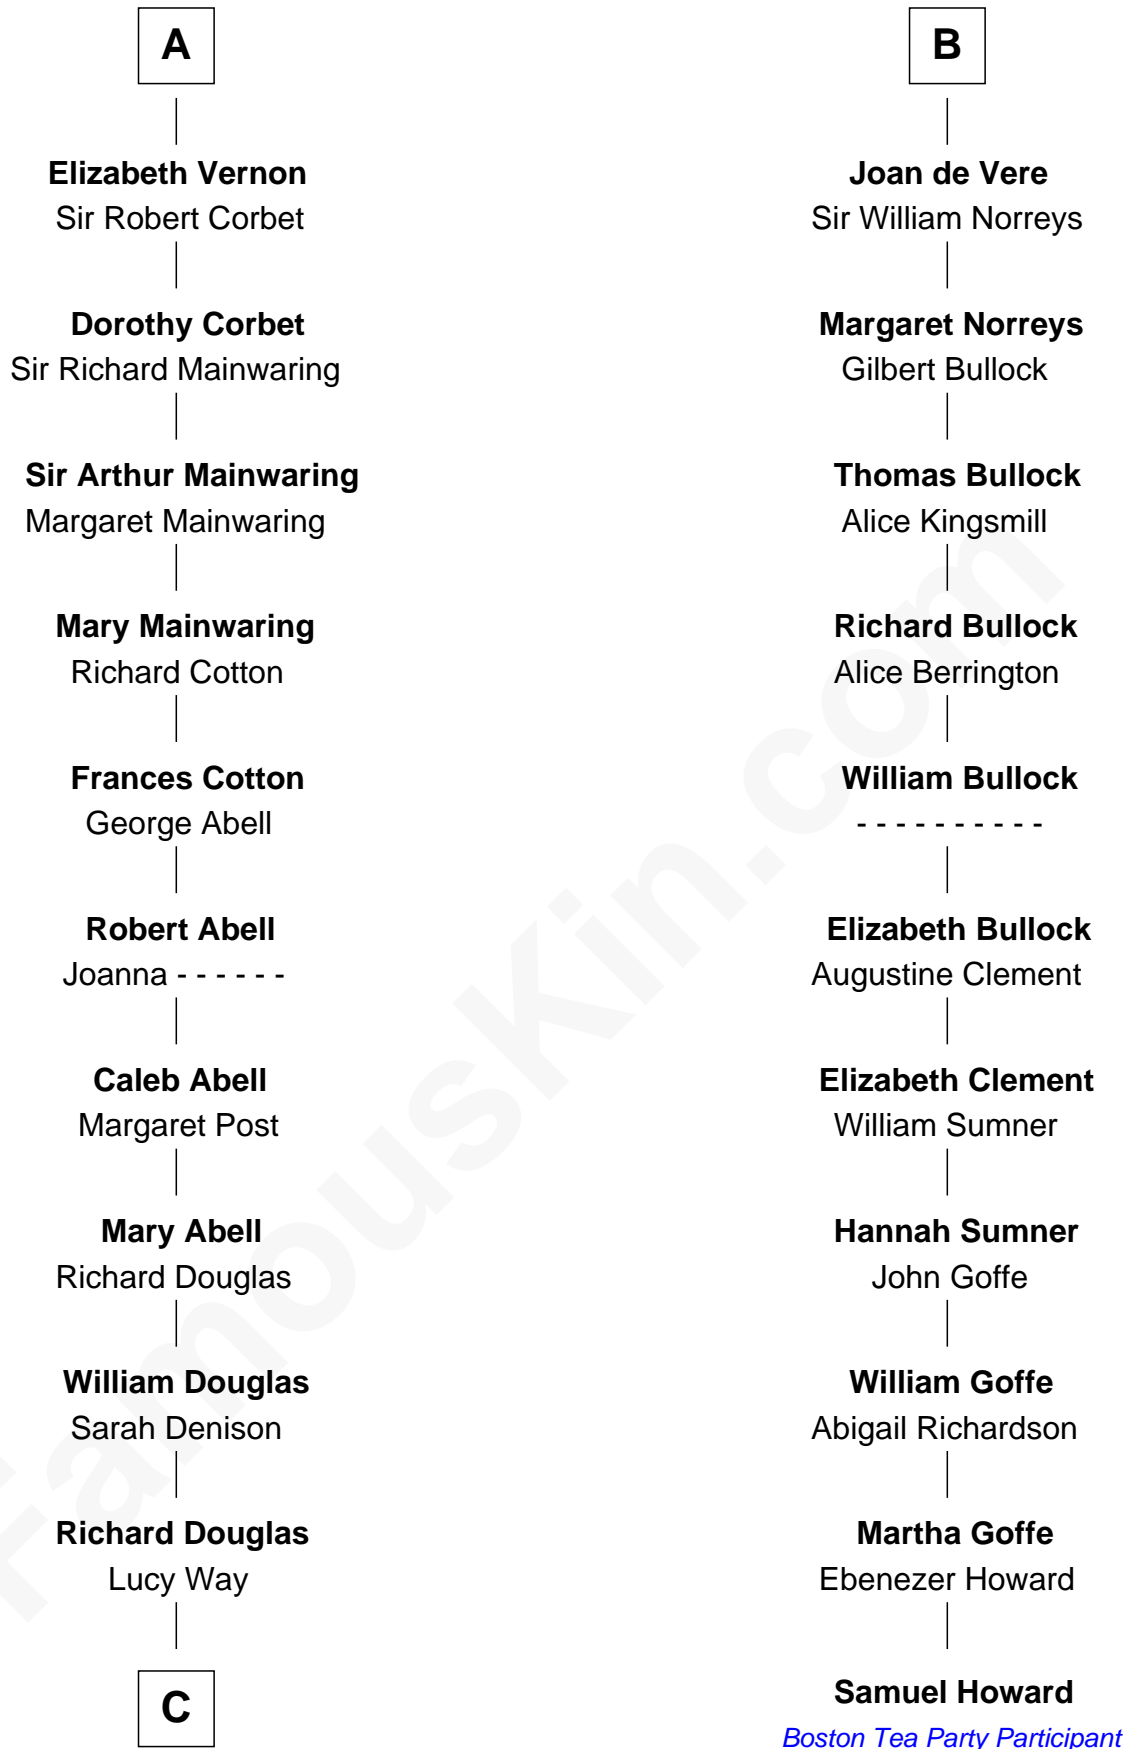 A
Elizabeth Vernon
Sir Robert Corbet
Dorothy Corbet
Sir Richard Mainwaring
Sir Arthur Mainwaring
Margaret Mainwaring
Mary Mainwaring
Richard Cotton
Frances Cotton
George Abell
Robert Abell
Joanna - - - - - -
Caleb Abell
Margaret Post
Mary Abell
Richard Douglas
William Douglas
Sarah Denison
Richard Douglas
Lucy Way
C
B
Joan de Vere
Sir William Norreys
Margaret Norreys
Gilbert Bullock
Thomas Bullock
Alice Kingsmill
Richard Bullock
Alice Berrington
William Bullock
- - - - - - - - - -
Elizabeth Bullock
Augustine Clement
Elizabeth Clement
William Sumner
Hannah Sumner
John Goffe
William Goffe
Abigail Richardson
Martha Goffe
Ebenezer Howard
Samuel Howard
Boston Tea Party Participant
FamousKin.com